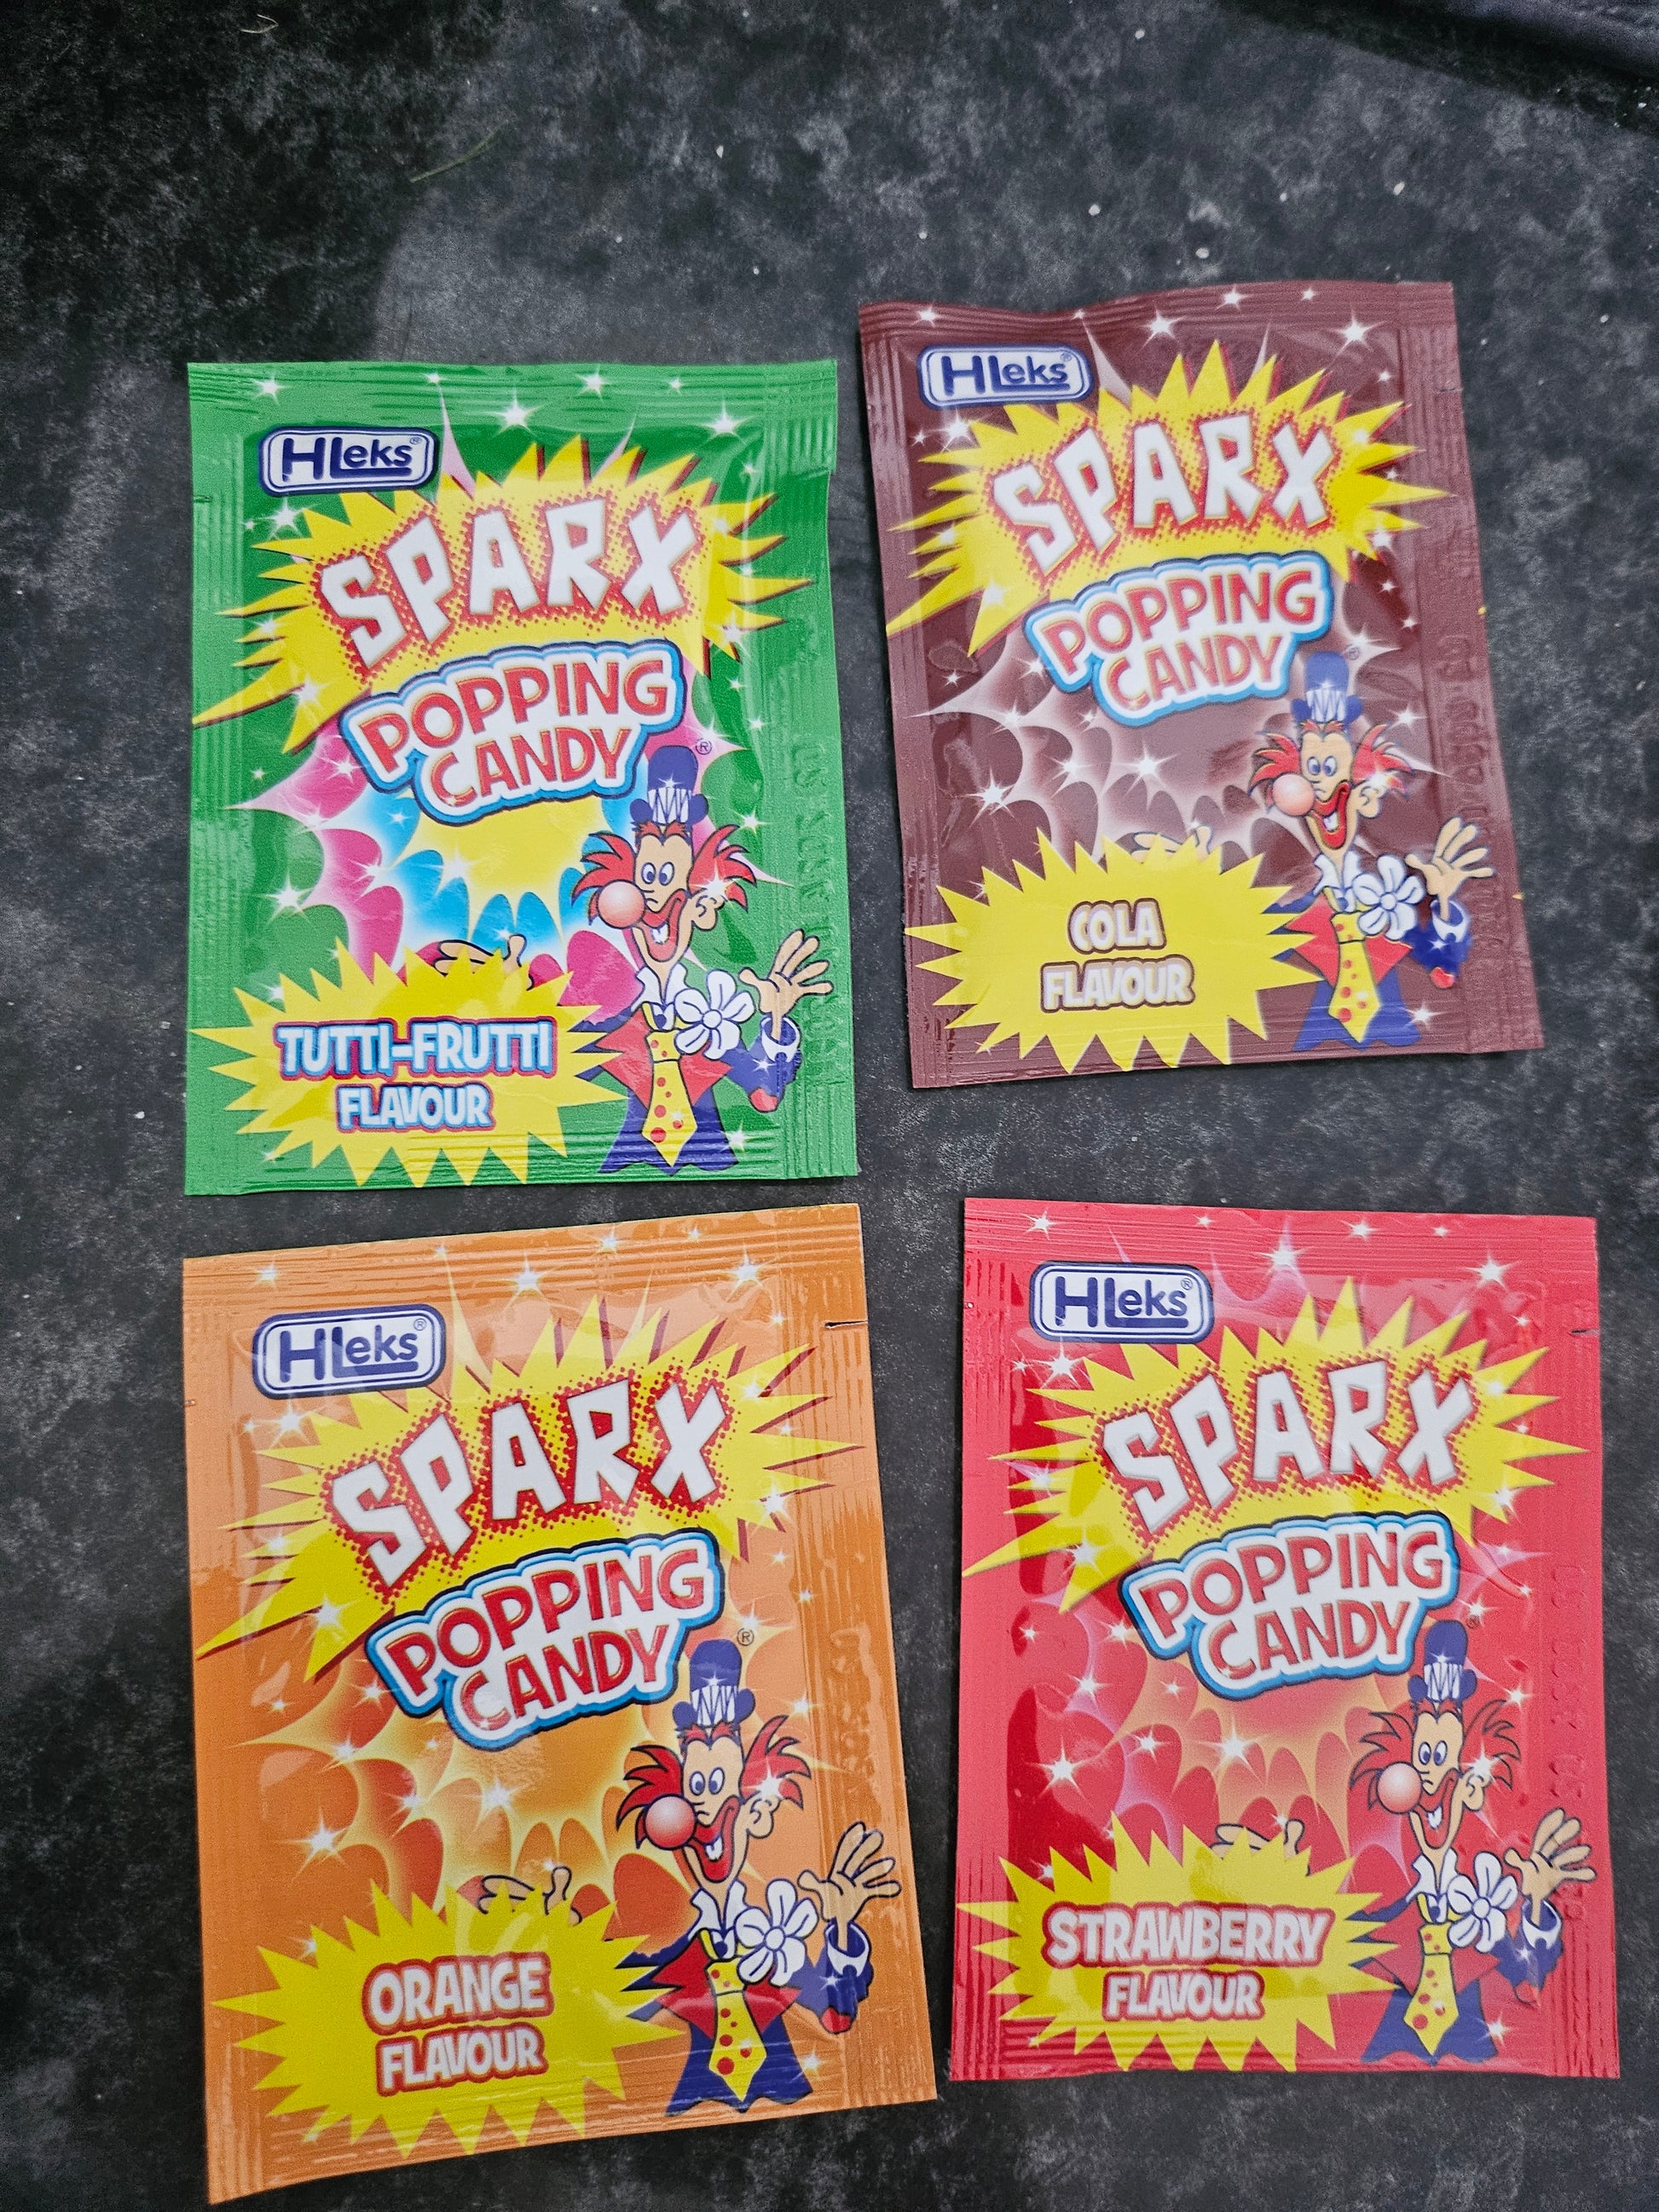 HLeks®
SPARX
POPPING
CANDY
®
TUTTI-FRUTTI
FLAVOUR
HLeks®
SPARX
POPPING
CANDY
®
COLA
FLAVOUR
HLeks®
SPARX
POPPING
CANDY
®
ORANGE
FLAVOUR
HLeks®
SPARX
POPPING
CANDY
®
STRAWBERRY
FLAVOUR